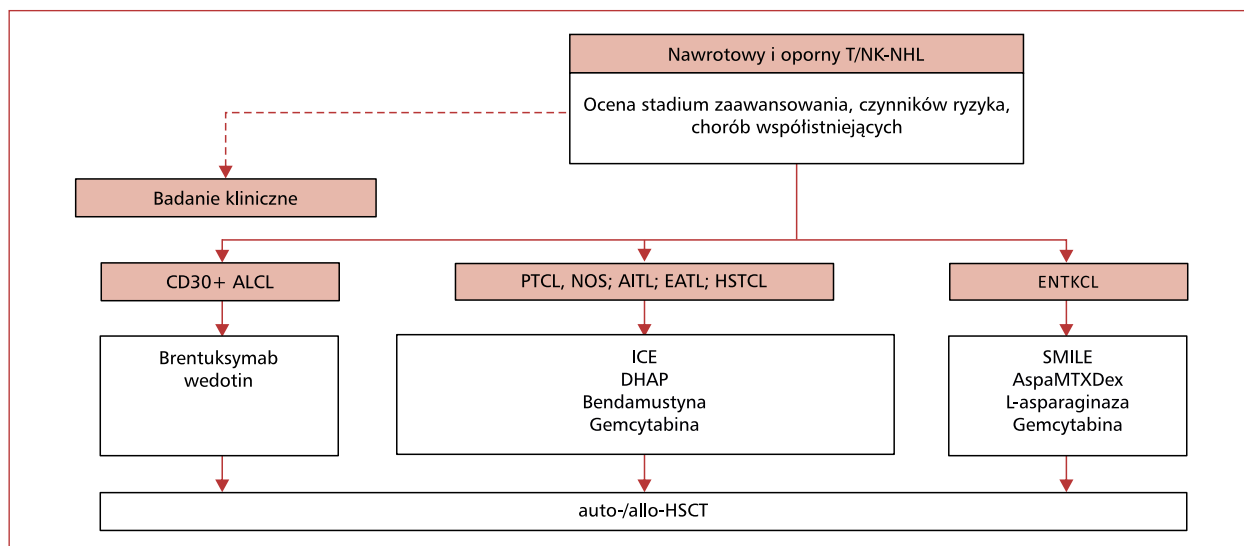 Nawrotowy i oporny T/NK-NHL
Ocena stadium zaawansowania, czynników ryzyka,
chorób współistniejących
Badanie kliniczne
CD30+ ALCL
PTCL, NOS; AITL; EATL; HSTCL
ENTKCL
Brentuksymab
wedotin
ICE
DHAP
Bendamustyna
Gemcytabina
SMILE
AspaMTXDex
L-asparaginaza
Gemcytabina
auto-/allo-HSCT